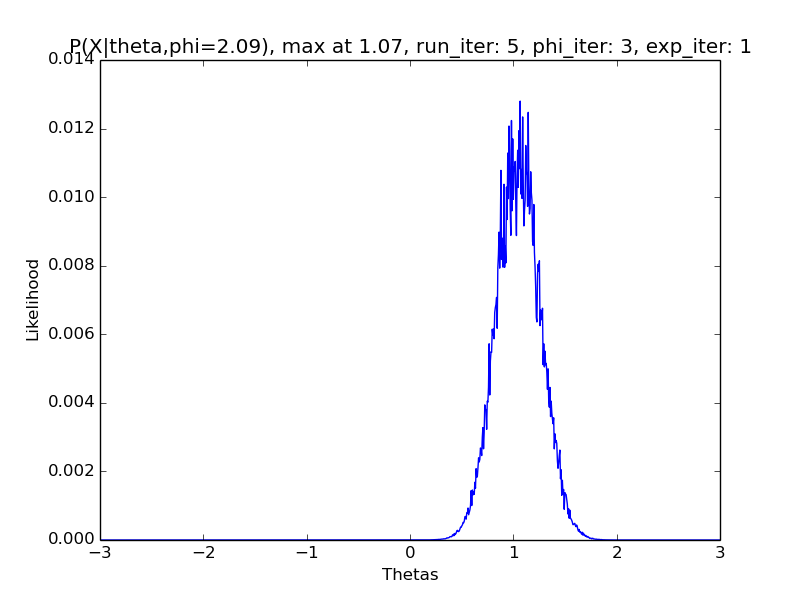 P(X|theta,phi=2.09), max at 1.07, run_iter: 5, phi_iter: 3, exp_iter: 1
0.014
0.012
0.010
0.008
0.006
0.004
0.002
0.000
Likelihood
−3 −2 −1 0 1 2 3
Thetas